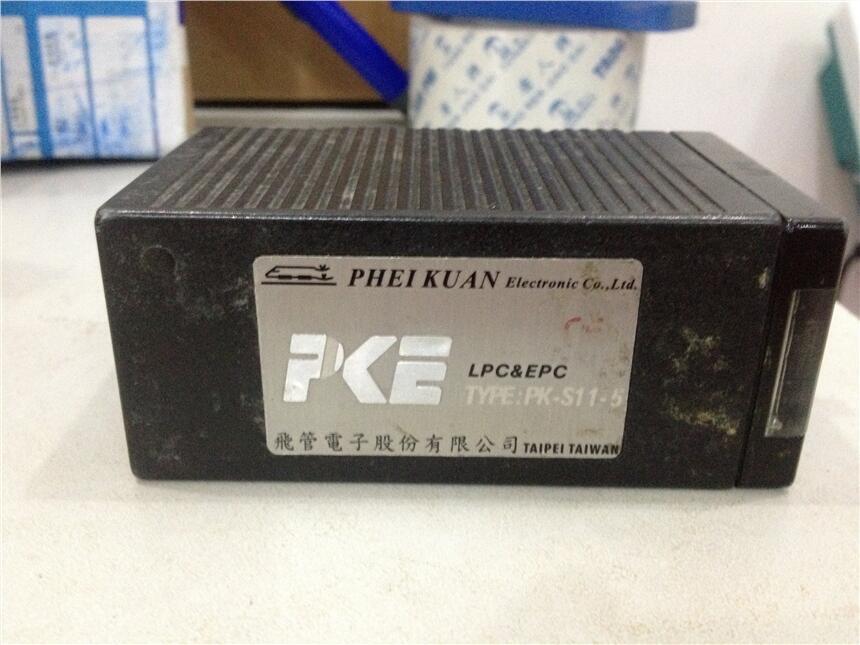 PHEI KUAN Electronic Co.,Ltd.
PKE
LPC&EPC
TYPE:PK-S11-5
飛管電子股份有限公司 TAIPEI TAIWAN